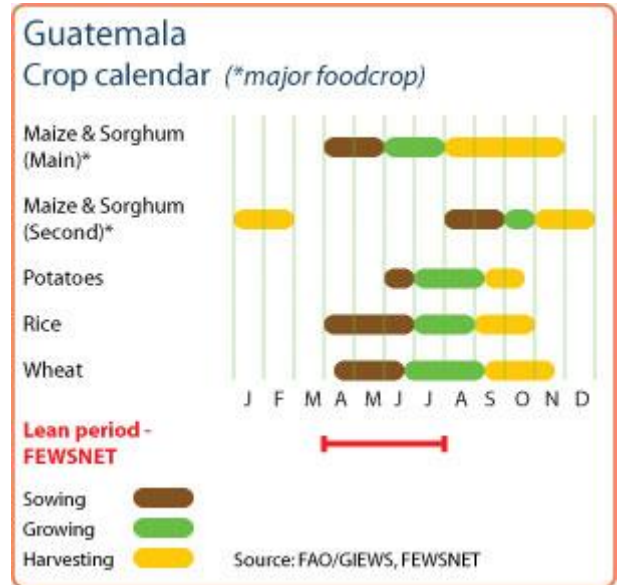 Guatemala
Crop calendar (*major foodcrop)
Maize & Sorghum
(Main)*
Maize & Sorghum
(Second)*
Potatoes
Rice
Wheat
J F M A M J J A S O N D
Lean period -
FEWSNET
Sowing
Growing
Harvesting
Source: FAO/GIEWS, FEWSNET